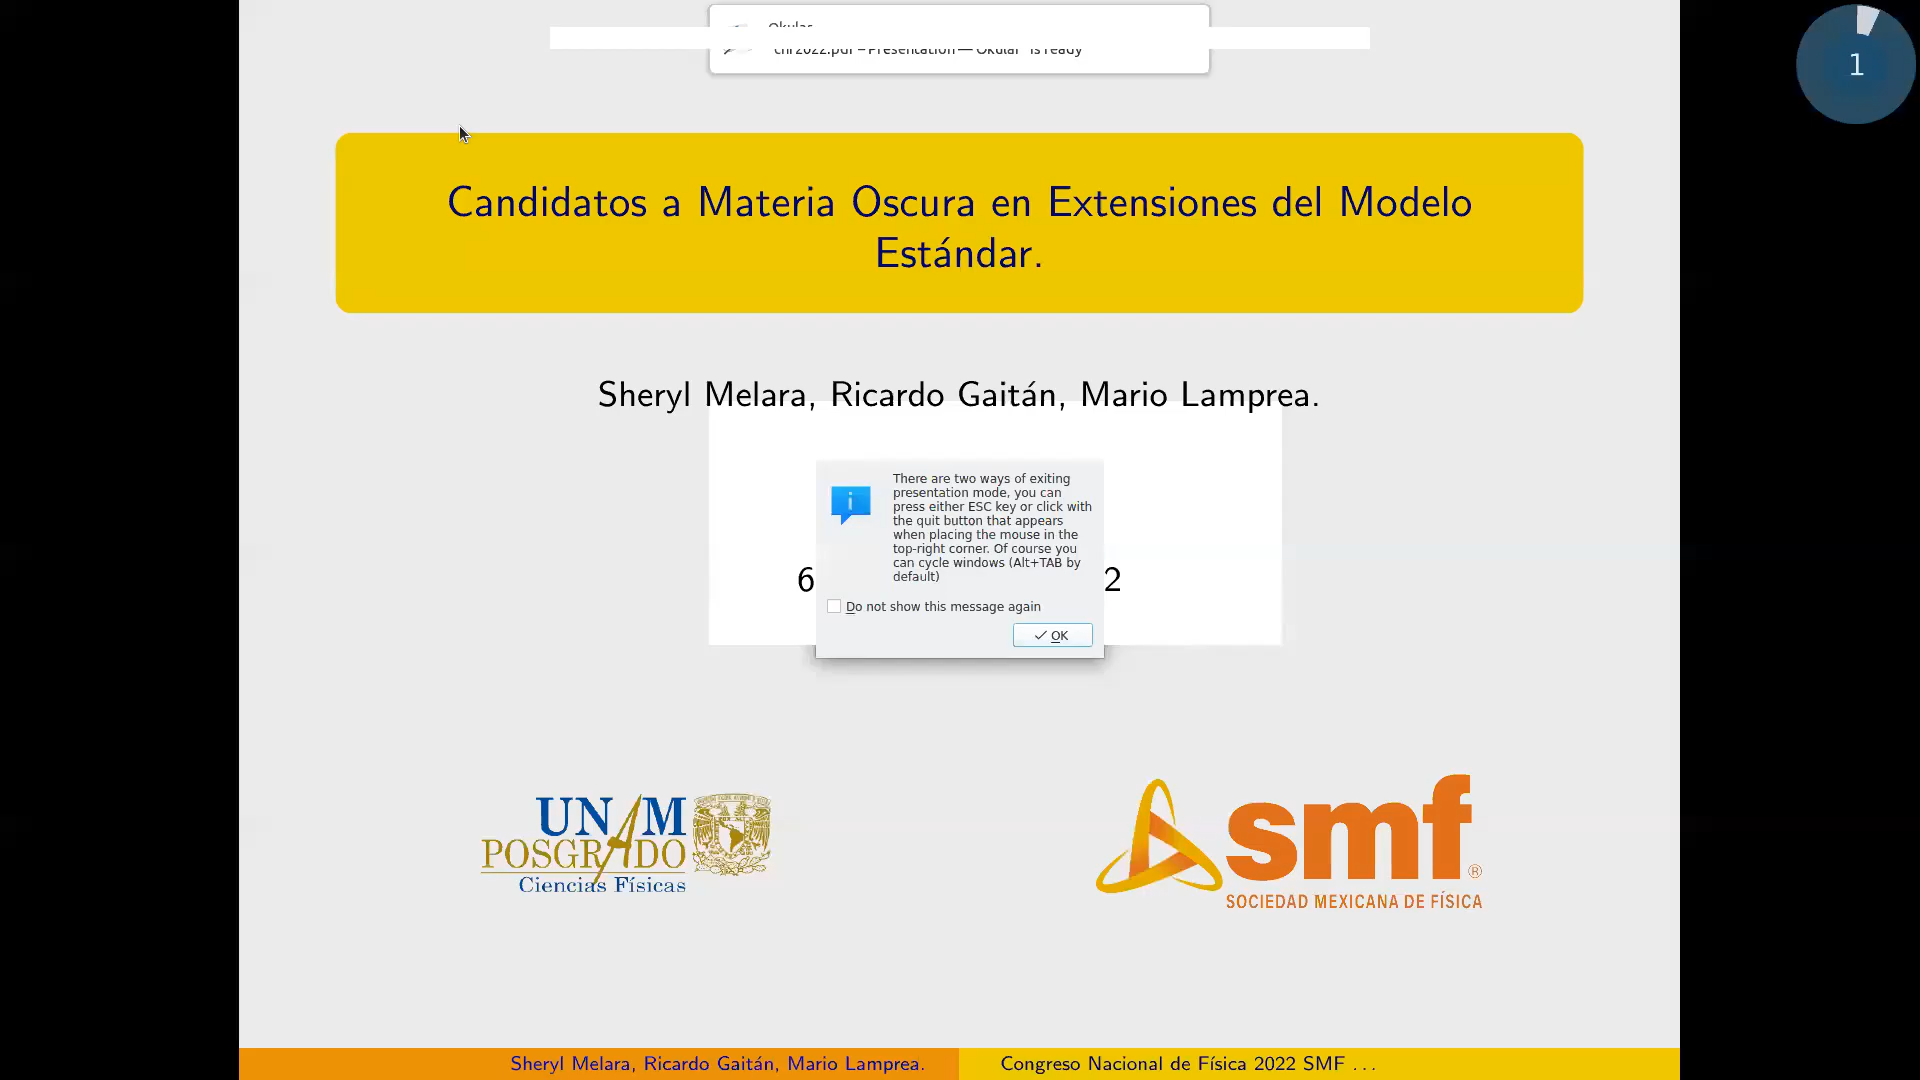 Okular
cnf2022.pdf – Presentation — Okular" is ready
1
Candidatos a Materia Oscura en Extensiones del Modelo
Estándar.
Sheryl Melara, Ricardo Gaitán, Mario Lamprea.
There are two ways of exiting
presentation mode, you can
press either ESC key or click with
the quit button that appears
when placing the mouse in the
top-right corner. Of course you
can cycle windows (Alt+TAB by
default)
6
2
Do not show this message again
OK
UNAM
POSGRADO
Ciencias Físicas
smf®
SOCIEDAD MEXICANA DE FÍSICA
Sheryl Melara, Ricardo Gaitán, Mario Lamprea.
Congreso Nacional de Física 2022 SMF ...